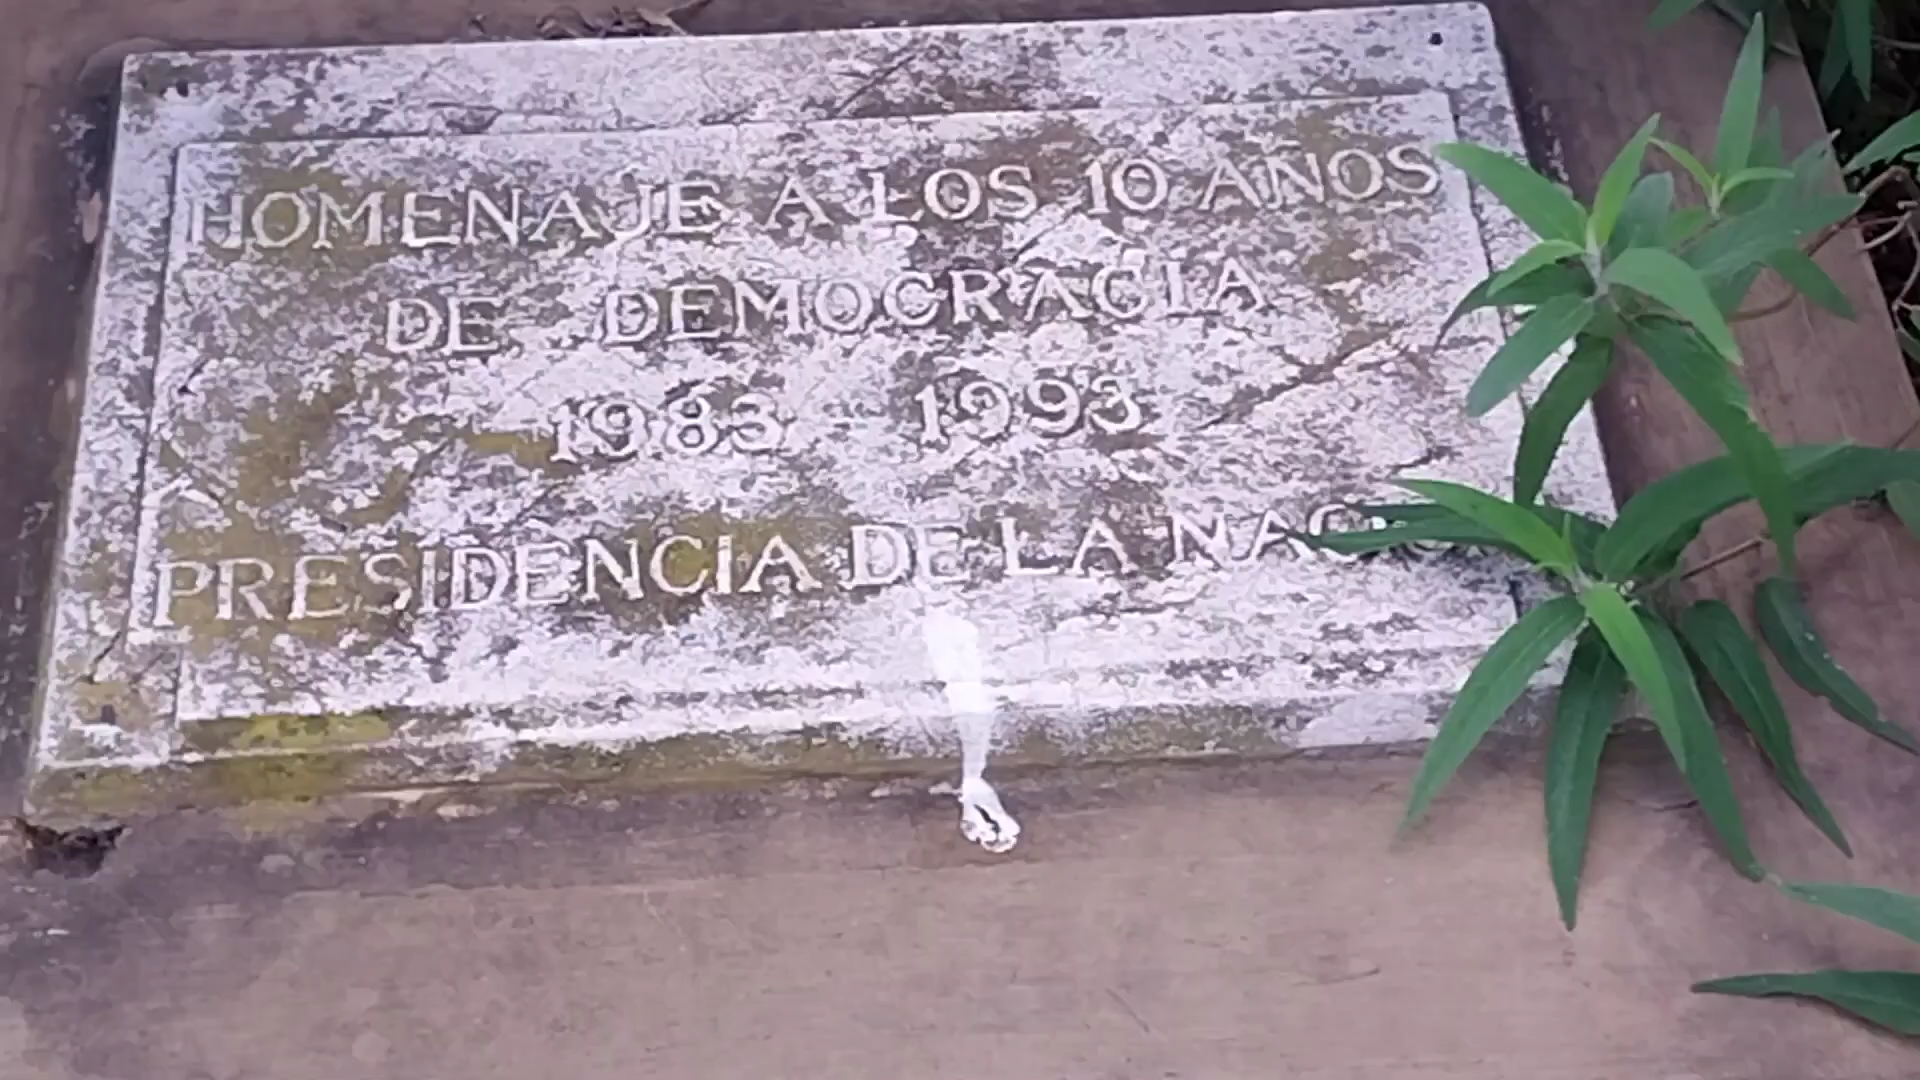 HOMENAJE A LOS 10 AÑOS
DE DEMOCRACIA
1983 1993
PRESIDENCIA DE LA